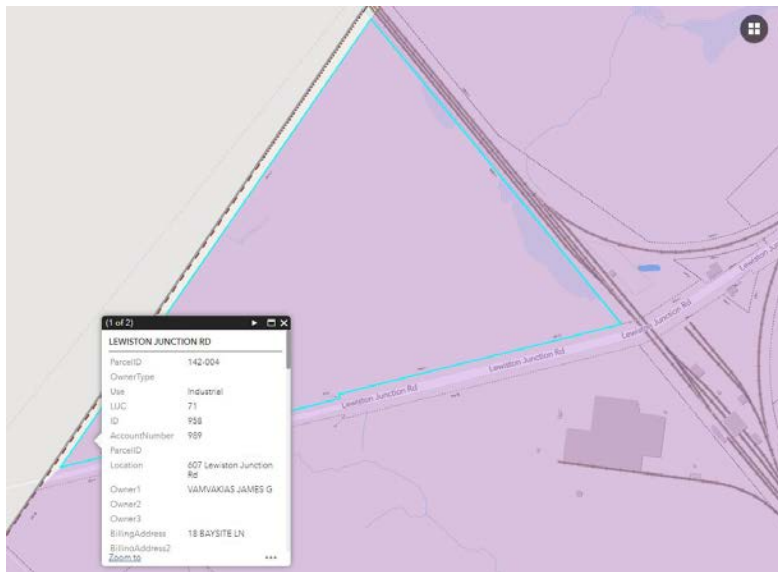 Lewiston Ju
Lewiston Junction Rd
Lewiston Junction Rd
Lewiston Junction Rd
(1 of 2)
LEWISTON JUNCTION RD
ParcelID 142-004
OwnerType
Use Industrial
LUC 71
ID 958
AccountNumber 989
ParcelID
Location 607 Lewiston Junction
Rd
Owner1 VAMVAKIAS JAMES G
Owner2
Owner3
BillingAddress 18 BAYSITE LN
BillingAddress2
Zoom to